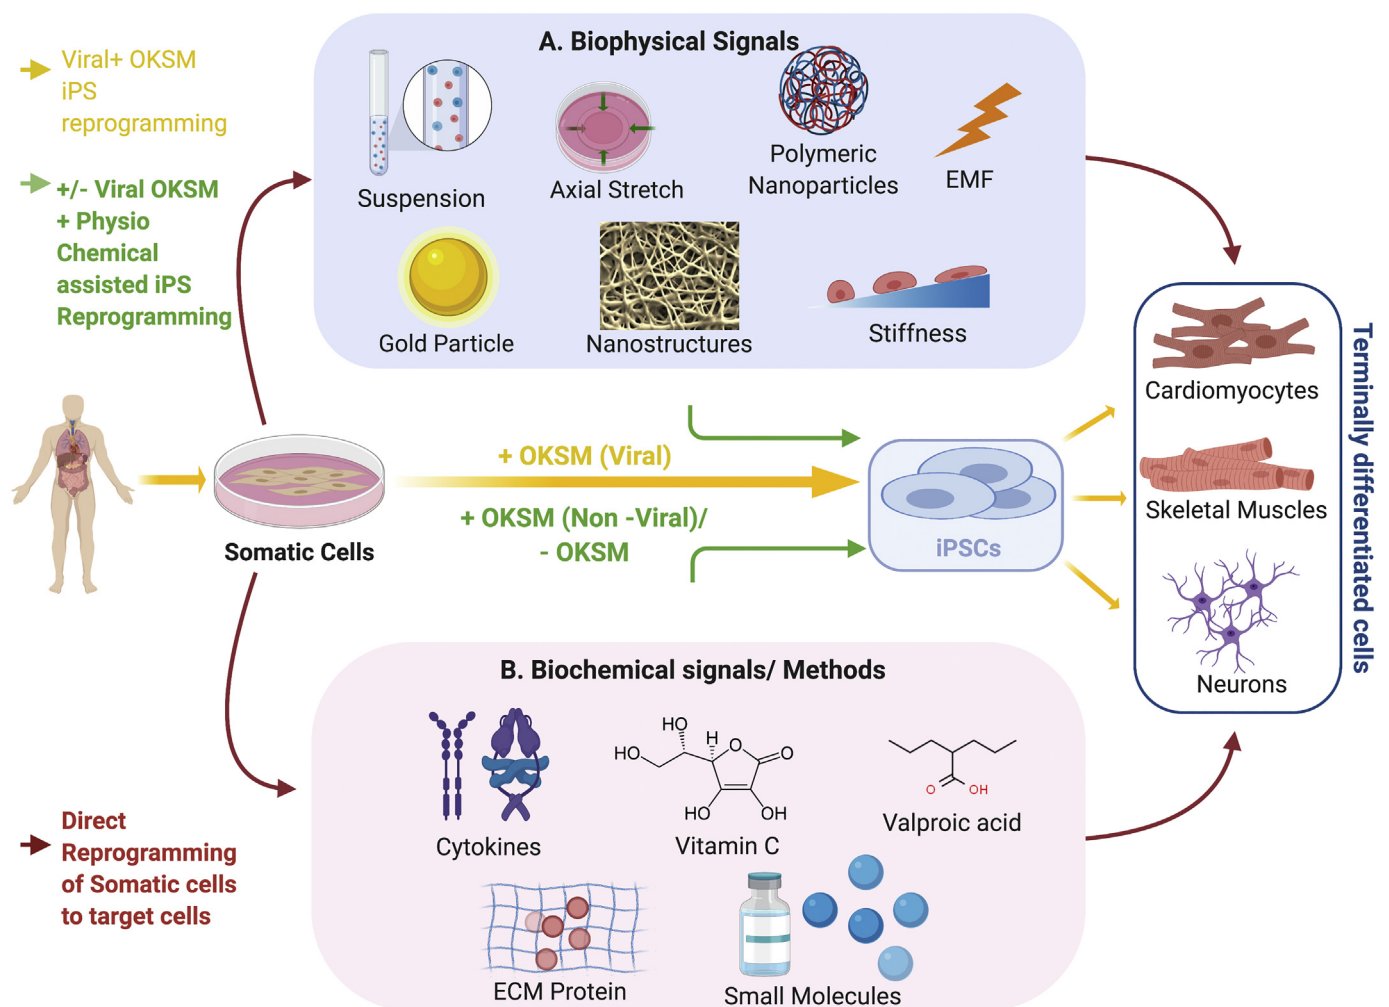 Viral+ OKSM
iPS
reprogramming
+/- Viral OKSM
+ Physio
Chemical
assisted iPS
Reprogramming
A. Biophysical Signals
Suspension
Axial Stretch
Polymeric
Nanoparticles
EMF
Gold Particle
Nanostructures
Stiffness
Somatic Cells
+ OKSM (Viral)
+ OKSM (Non -Viral)/
- OKSM
iPSCs
Cardiomyocytes
Skeletal Muscles
Neurons
Terminally differentiated cells
B. Biochemical signals/ Methods
Cytokines
HO
H
O
O
HO
HO
OH
Vitamin C
O
OH
Valproic acid
ECM Protein
Small Molecules
Direct
Reprogramming
of Somatic cells
to target cells